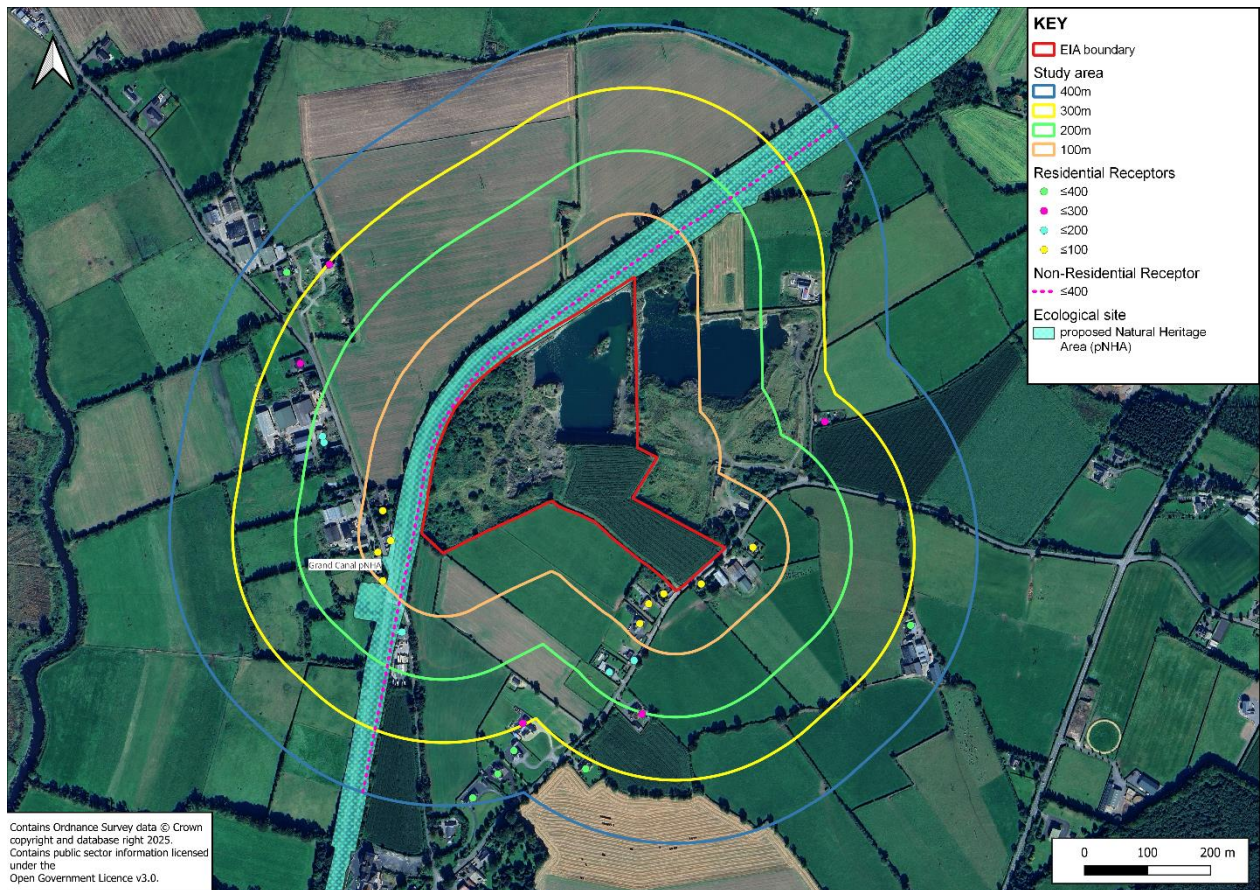 KEY
EIA boundary
Study area
400m
300m
200m
100m
Residential Receptors
≤400
≤300
≤200
≤100
Non-Residential Receptor
≤400
Ecological site
proposed Natural Heritage
Area (pNHA)
Grand Canal pNHA
Contains Ordnance Survey data © Crown
copyright and database right 2025.
Contains public sector information licensed
under the
Open Government Licence v3.0.
0 100 200 m